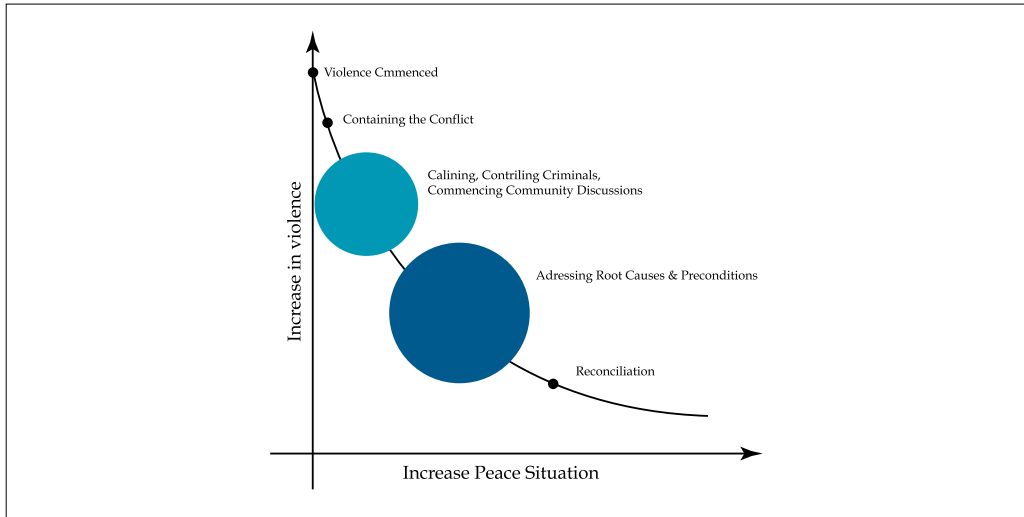 Violence Cmmenced
Containing the Conflict
Calining, Contriling Criminals,
Commencing Community Discussions
Adressing Root Causes & Preconditions
Reconciliation
Increase in violence
Increase Peace Situation